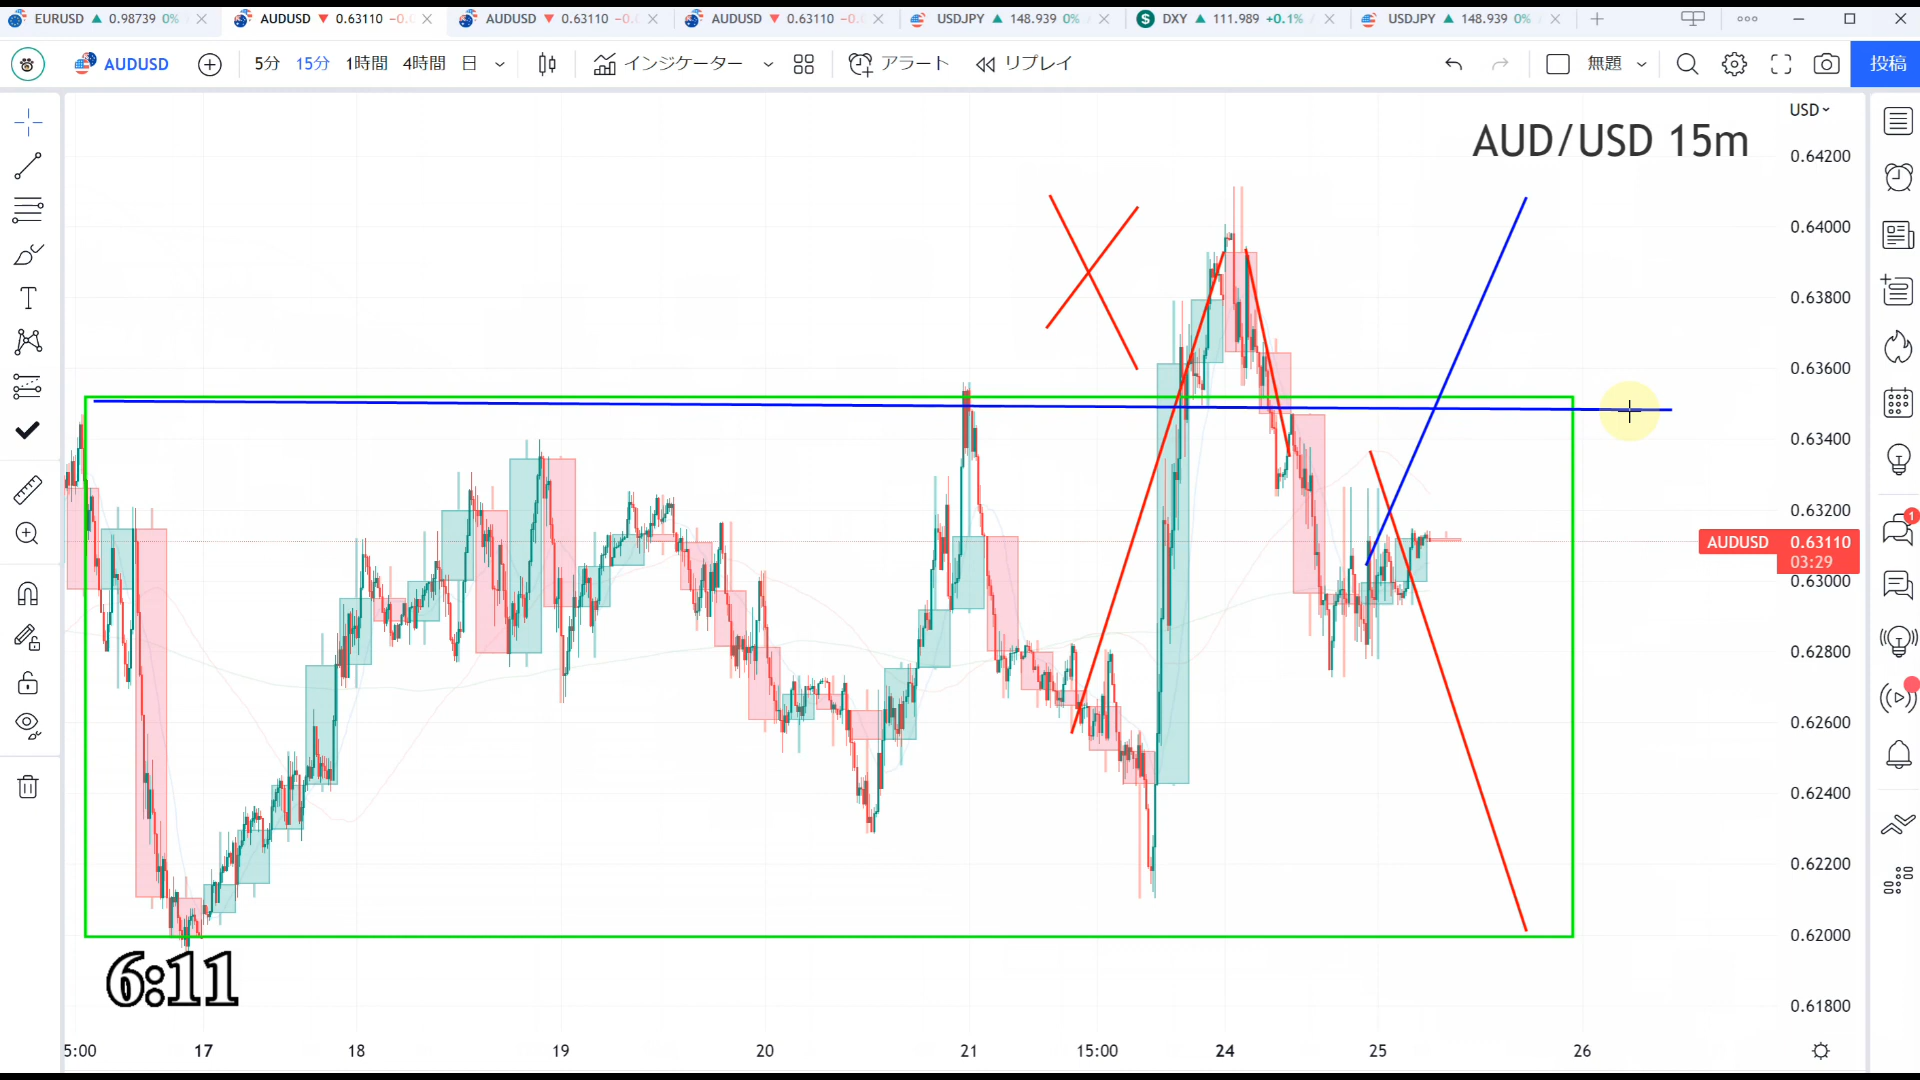 EURUSD ▲ 0.98739 0%
AUDUSD ▼ 0.63110 −0.
AUDUSD ▼ 0.63110 −0.
AUDUSD ▼ 0.63110 −0.
USDJPY ▲ 148.939 0%
S DXY ▲ 111.989 +0.1%
USDJPY ▲ 148.939 0%
AUDUSD 5分 15分 1時間 4時間 日 インジケーター アラート リプレイ 無題 投稿
USD
AUD/USD 15m
0.64200
0.64000
0.63800
0.63600
0.63400
0.63200
AUDUSD 0.63110
03:29
0.63000
0.62800
0.62600
0.62400
0.62200
0.62000
0.61800
1
6:11
5:00 17 18 19 20 21 15:00 24 25 26